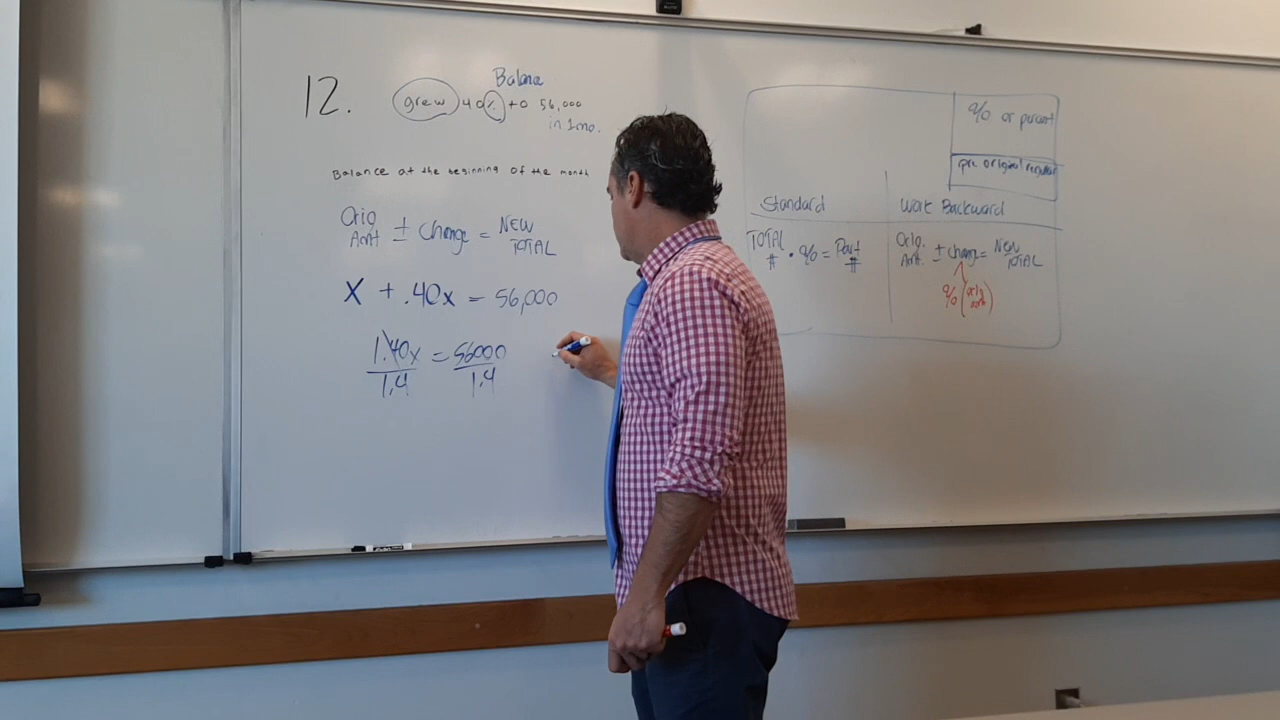 12.
Balance
grew 40% to 56,000
in 1 mo.
Balance at the beginning of the month
Orig Amt ± change = NEW TOTAL
X + .40x = 56,000
1.40x = 56000
1.4 1.4
% or percent
pre original regular
Standard
TOTAL # · % = Part #
Work Backward
Orig. Amt. ± change = New TOTAL
% (orig amt)